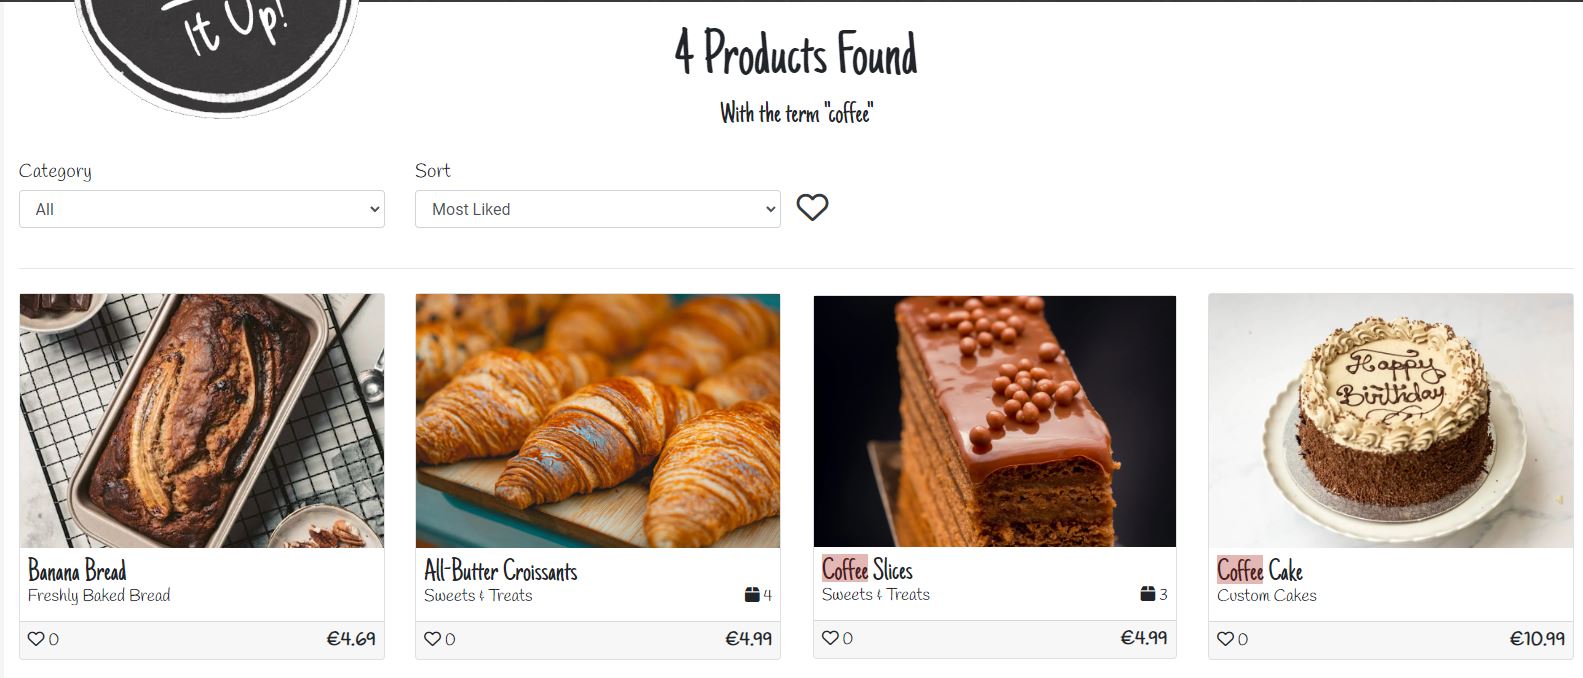 It Up!
4 Products Found
With the term "coffee"
Category
Sort
All
Most Liked
Happy
Birthday
Banana Bread
Freshly Baked Bread
0
€4.69
All-Butter Croissants
Sweets & Treats
4
0
€4.99
Coffee Slices
Sweets & Treats
3
0
€4.99
Coffee Cake
Custom Cakes
0
€10.99